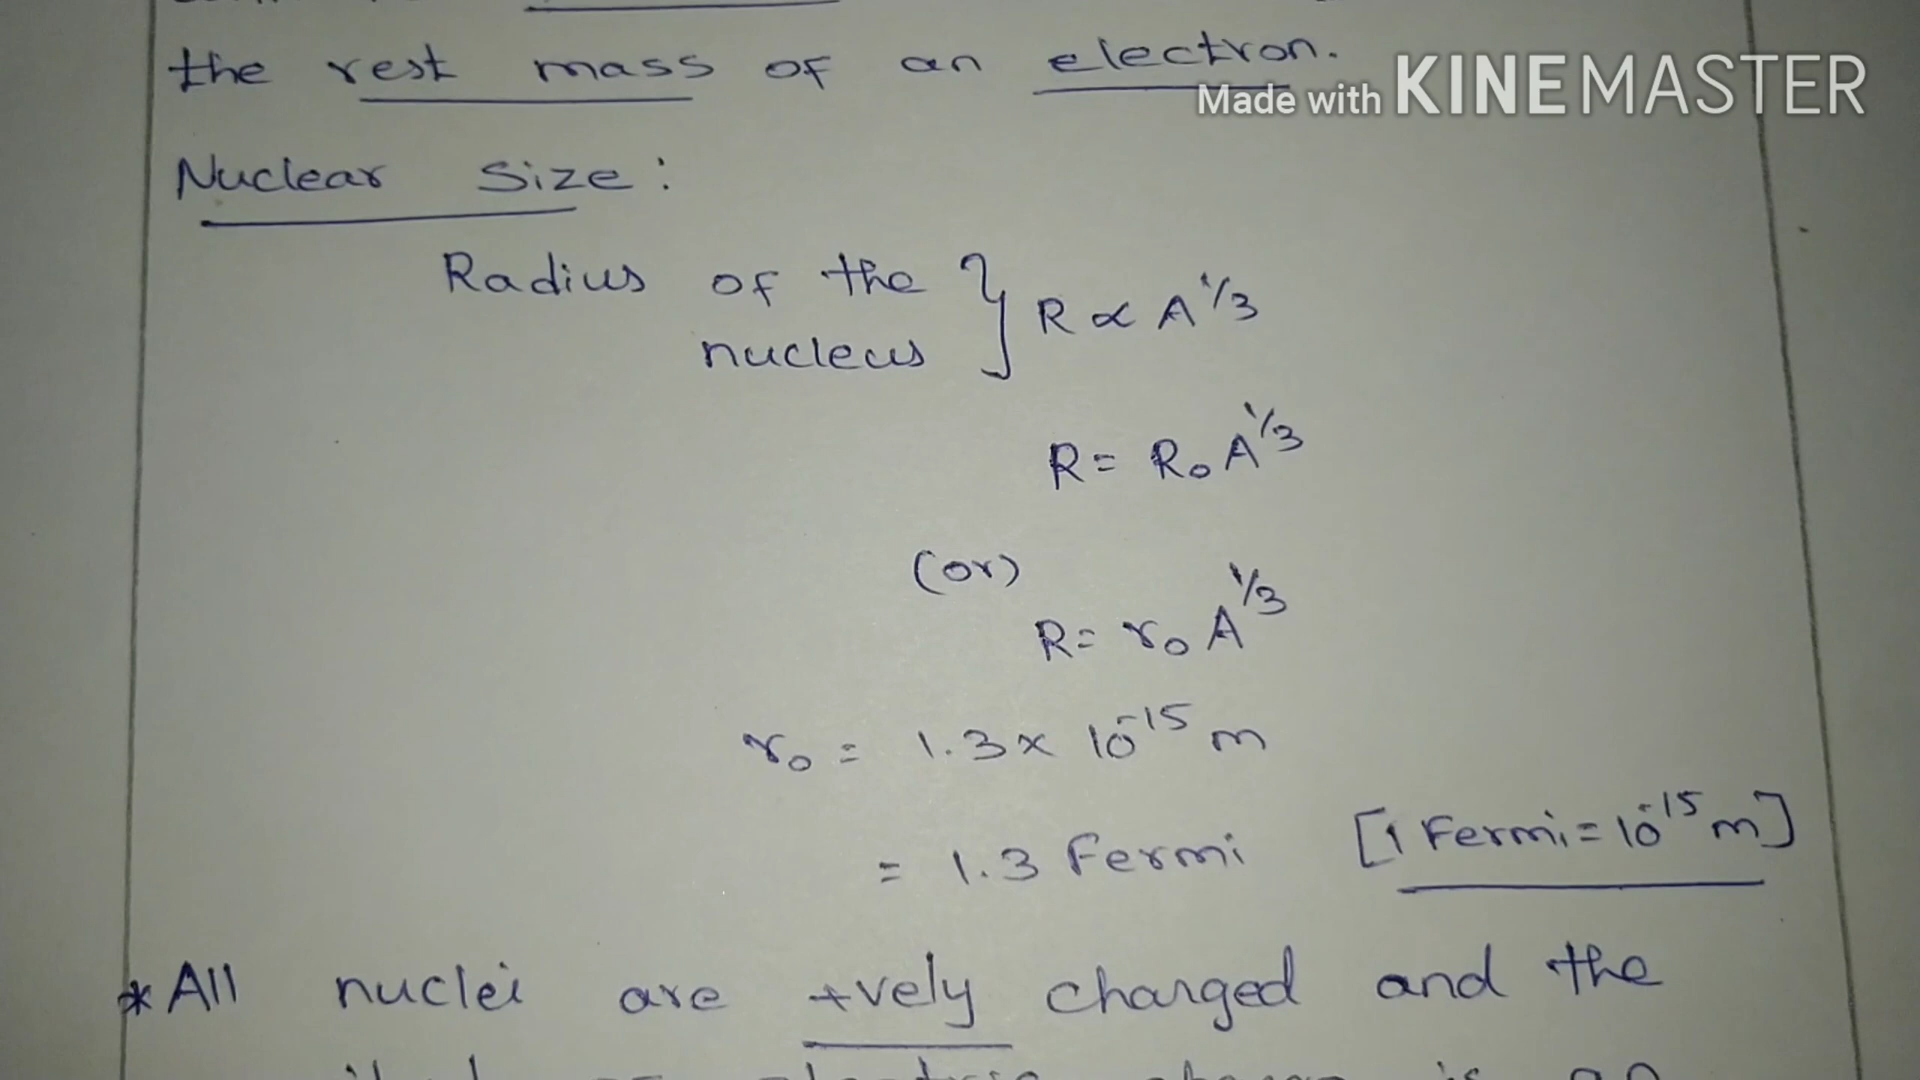 the rest mass of an electron.
Made with KINEMASTER
Nuclear Size:
Radius of the
nucleus } R ∝ A^1/3
R = R₀ A^1/3
(or)
R = r₀ A^1/3
r₀ = 1.3 × 10^-15 m
= 1.3 Fermi [1 Fermi = 10^-15 m]
* All nuclei are +vely charged and the